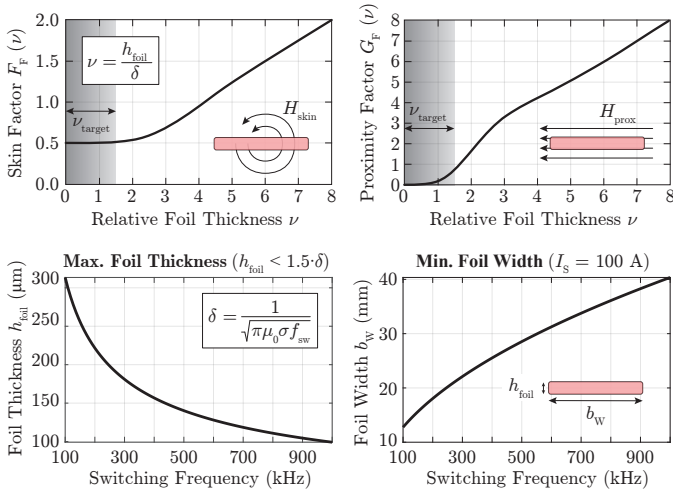 Skin Factor F_F (ν)
2.0
1.5
1.0
0.5
0.0
ν = h_foil / δ
ν_target
H_skin
0 1 2 3 4 5 6 7 8
Relative Foil Thickness ν
Proximity Factor G_F (ν)
8
7
6
5
4
3
2
1
0
ν_target
H_prox
0 1 2 3 4 5 6 7 8
Relative Foil Thickness ν
Max. Foil Thickness (h_foil < 1.5·δ)
Foil Thickness h_foil (μm)
300
250
200
150
100
δ = 1 / √(πμ_0σf_sw)
100 300 500 700 900
Switching Frequency (kHz)
Min. Foil Width (I_S = 100 A)
Foil Width b_W (mm)
40
30
20
10
h_foil
b_W
100 300 500 700 900
Switching Frequency (kHz)